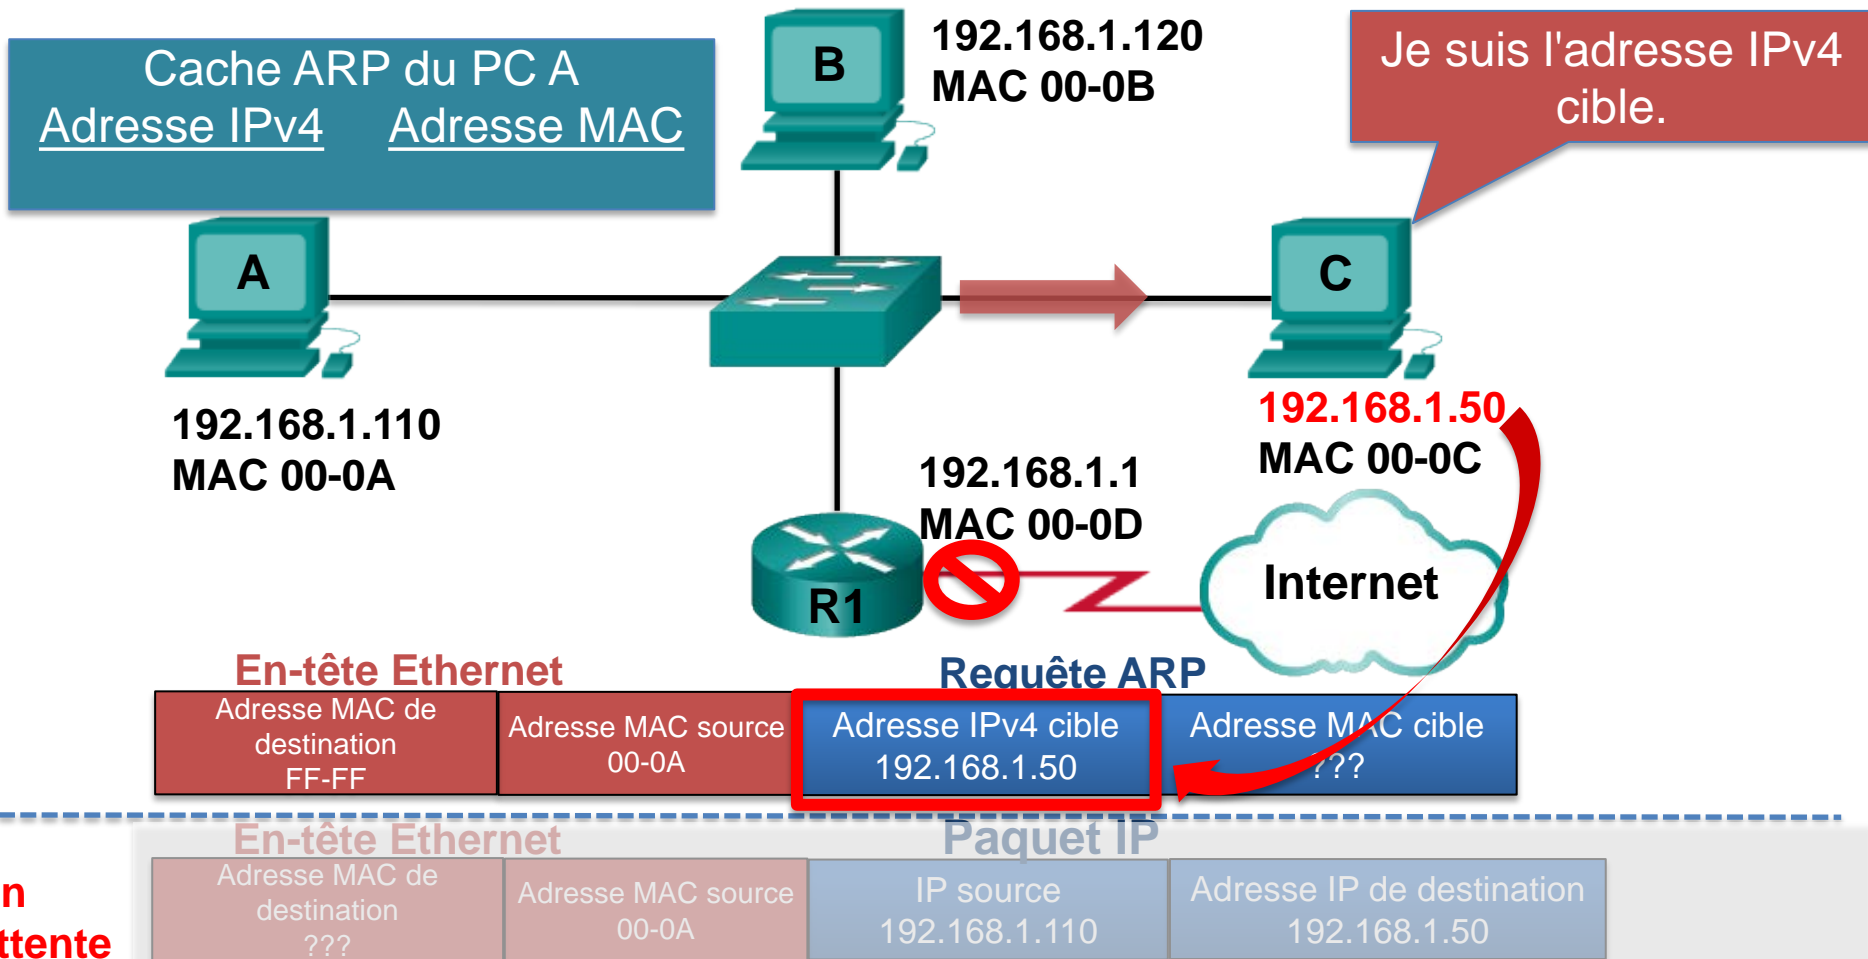 Cache ARP du PC A
Adresse IPv4 Adresse MAC
B
192.168.1.120
MAC 00-0B
Je suis l'adresse IPv4
cible.
A
192.168.1.110
MAC 00-0A
C
192.168.1.50
MAC 00-0C
192.168.1.1
MAC 00-0D
R1
Internet
En-tête Ethernet
Requête ARP
Adresse MAC de
destination
FF-FF
Adresse MAC source
00-0A
Adresse IPv4 cible
192.168.1.50
Adresse MAC cible
???
En-tête Ethernet
Paquet IP
Adresse MAC de
destination
???
Adresse MAC source
00-0A
IP source
192.168.1.110
Adresse IP de destination
192.168.1.50
n
ttente